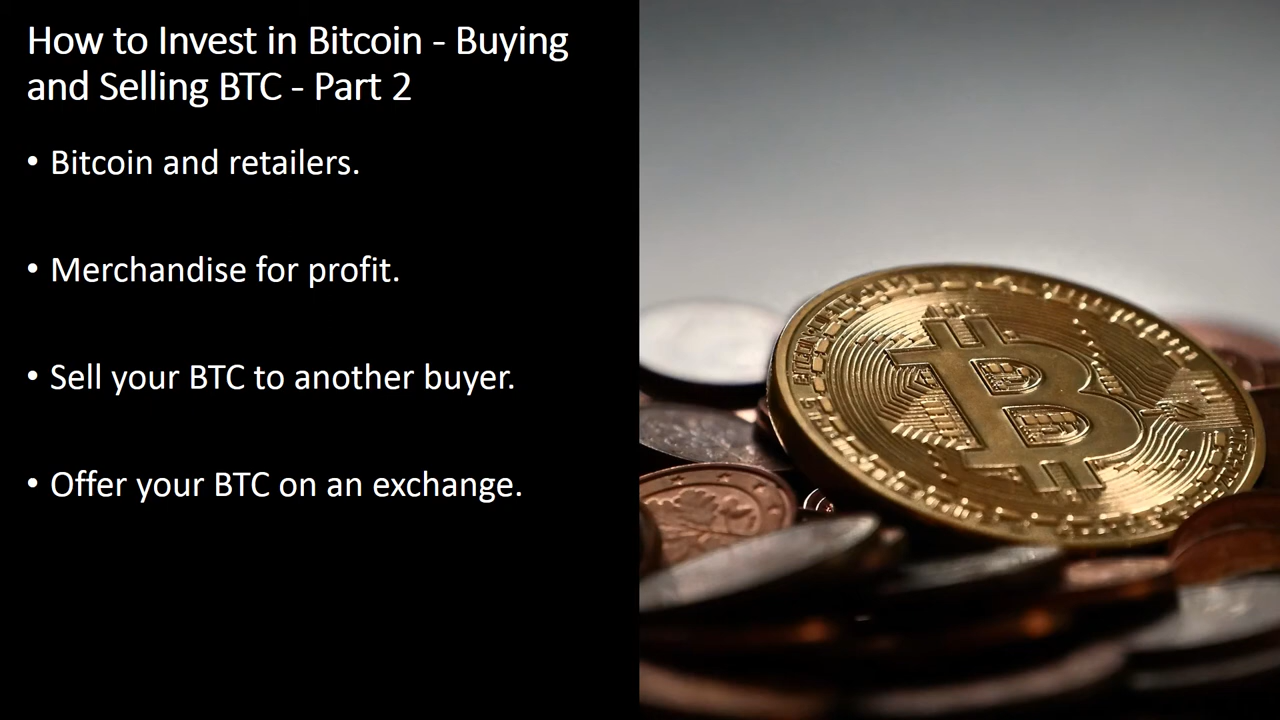 How to Invest in Bitcoin - Buying
and Selling BTC - Part 2
• Bitcoin and retailers.
• Merchandise for profit.
• Sell your BTC to another buyer.
• Offer your BTC on an exchange.